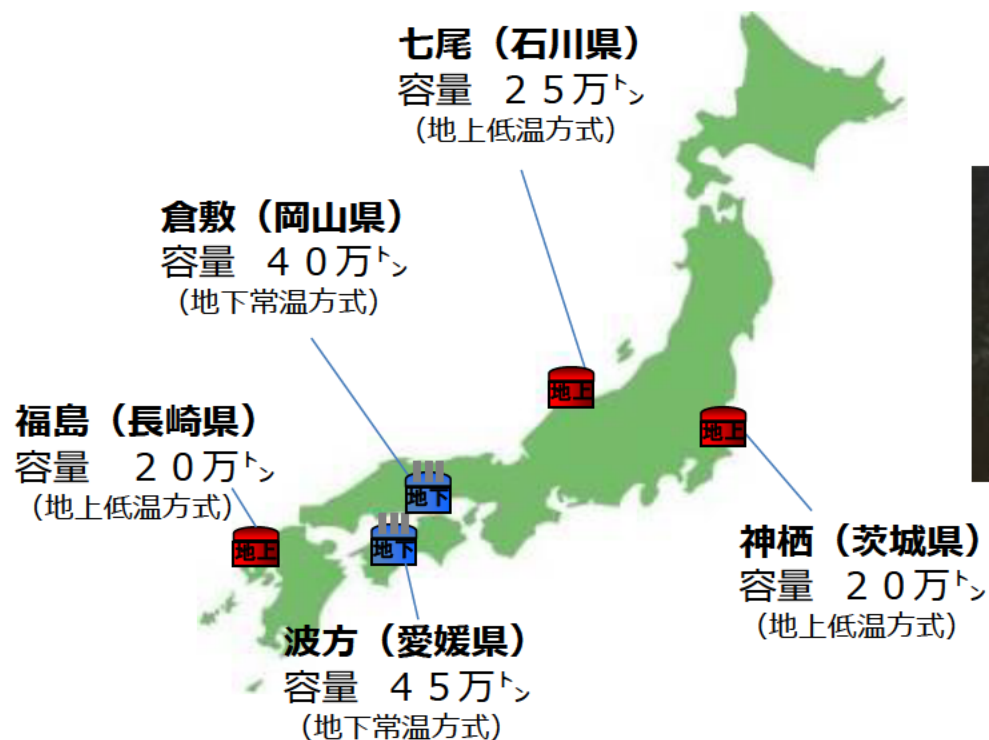 七尾（石川県）
容量　２５万㌧
（地上低温方式）
倉敷（岡山県）
容量　４０万㌧
（地下常温方式）
福島（長崎県）
容量　２０万㌧
（地上低温方式）
地上
地上
地下
地上
地下
神栖（茨城県）
容量　２０万㌧
（地上低温方式）
波方（愛媛県）
容量　４５万㌧
（地下常温方式）